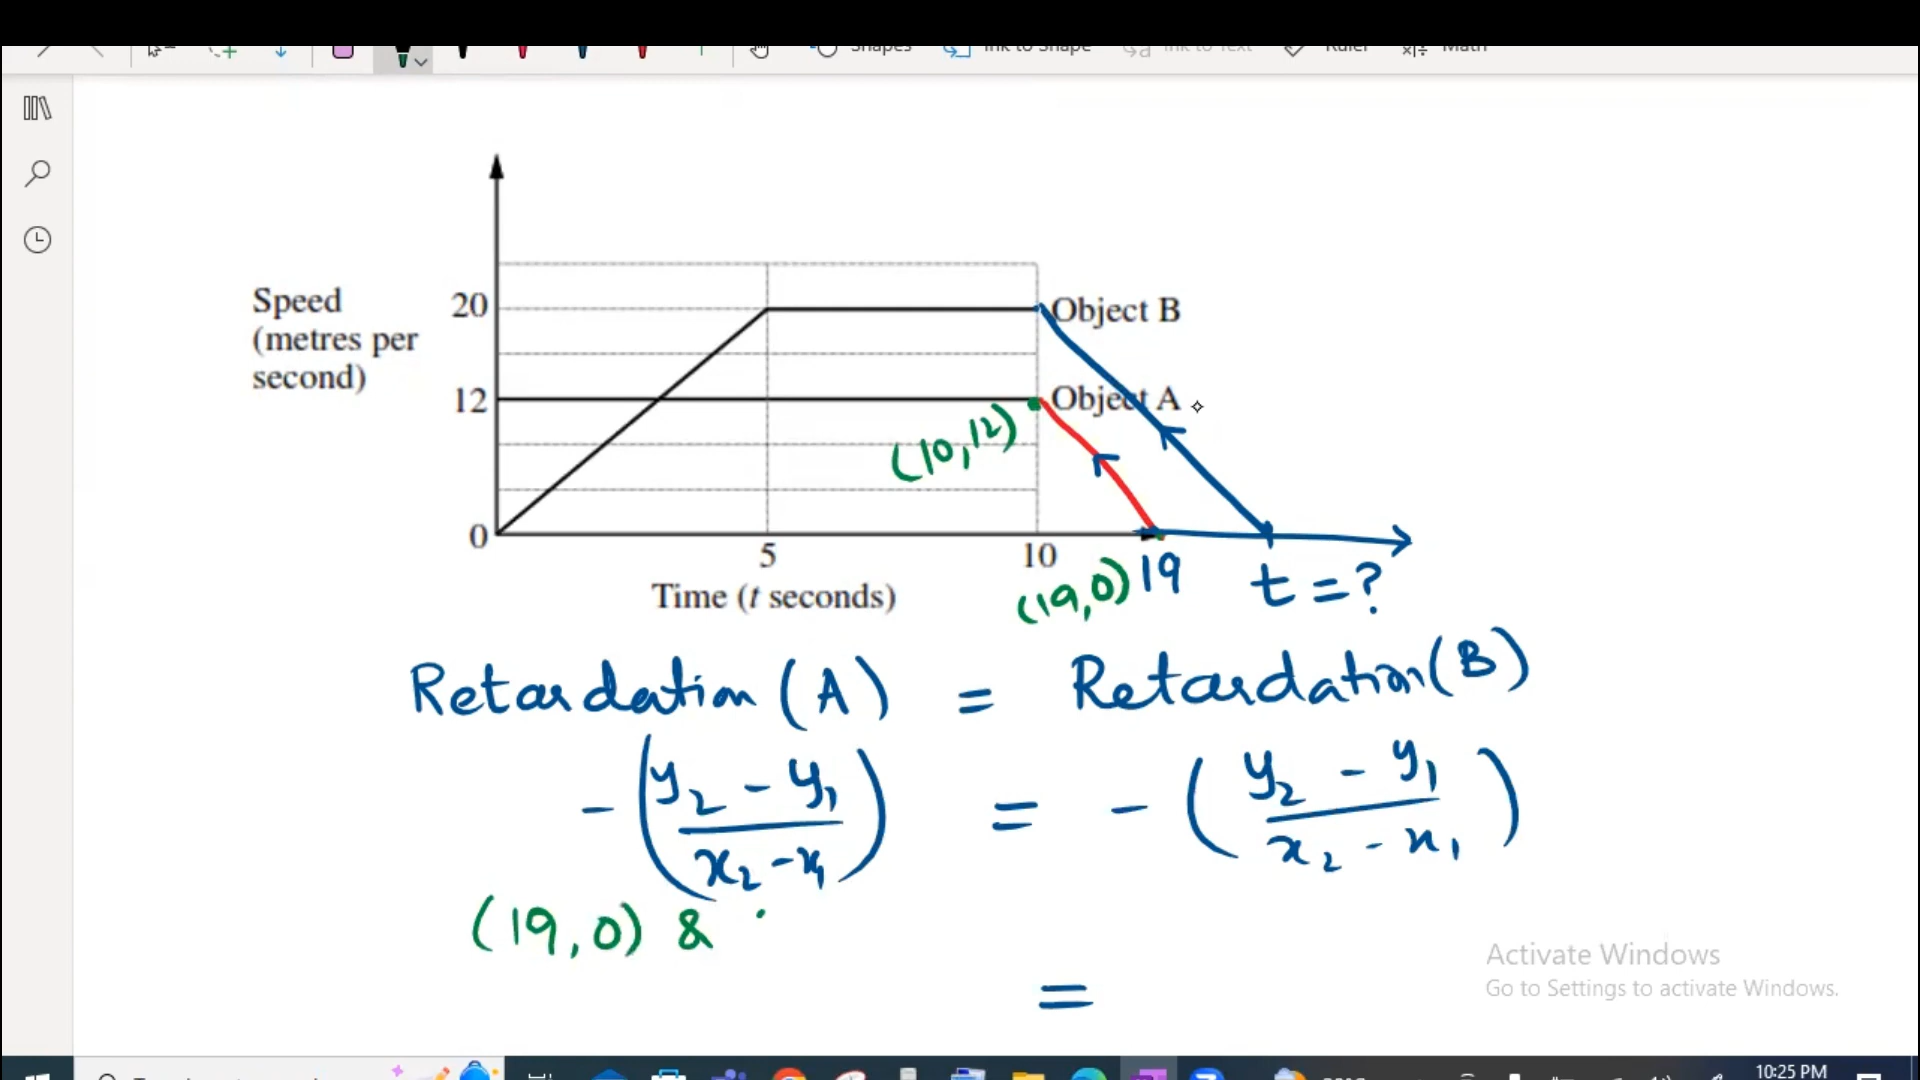 Shapes Ink to Shape Ink to Text Ruler Math
Speed
(metres per
second)
20
12
0
Object B
Object A
(10,12)
5
10
(19,0) 19
t = ?
Time (t seconds)
Retardation (A) = Retardation (B)
-(y₂ - y₁ / x₂ - x₁) = -(y₂ - y₁ / x₂ - x₁)
(19,0) &
=
Activate Windows
Go to Settings to activate Windows.
10:25 PM